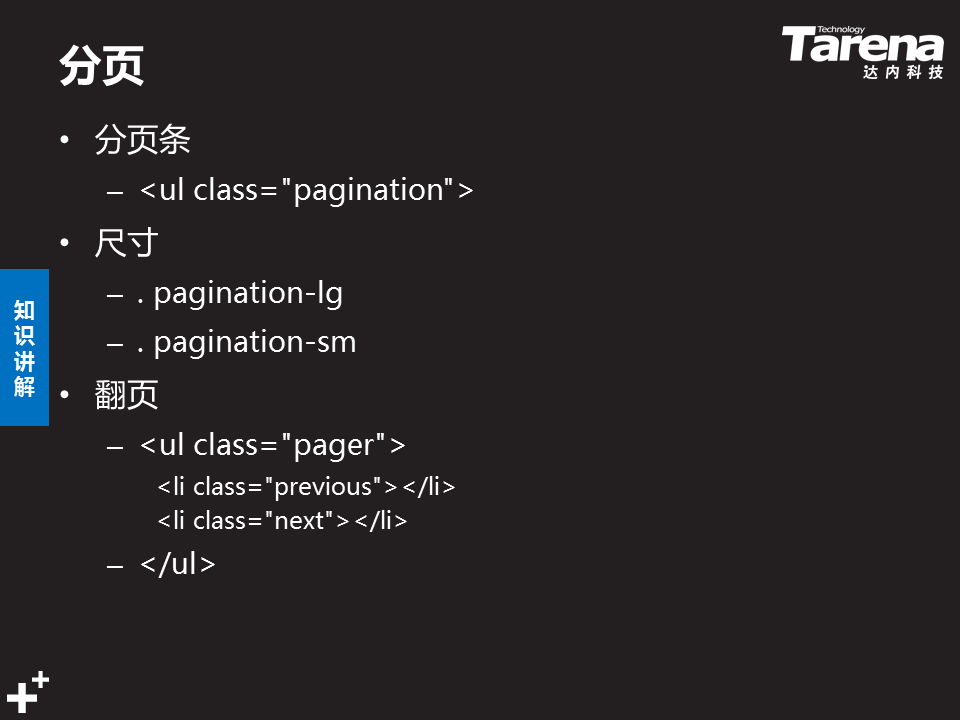 分页
Technology
Tarena
达内科技
• 分页条
– <ul class="pagination">
• 尺寸
– . pagination-lg
– . pagination-sm
• 翻页
– <ul class="pager">
<li class="previous"></li>
<li class="next"></li>
– </ul>
知识讲解